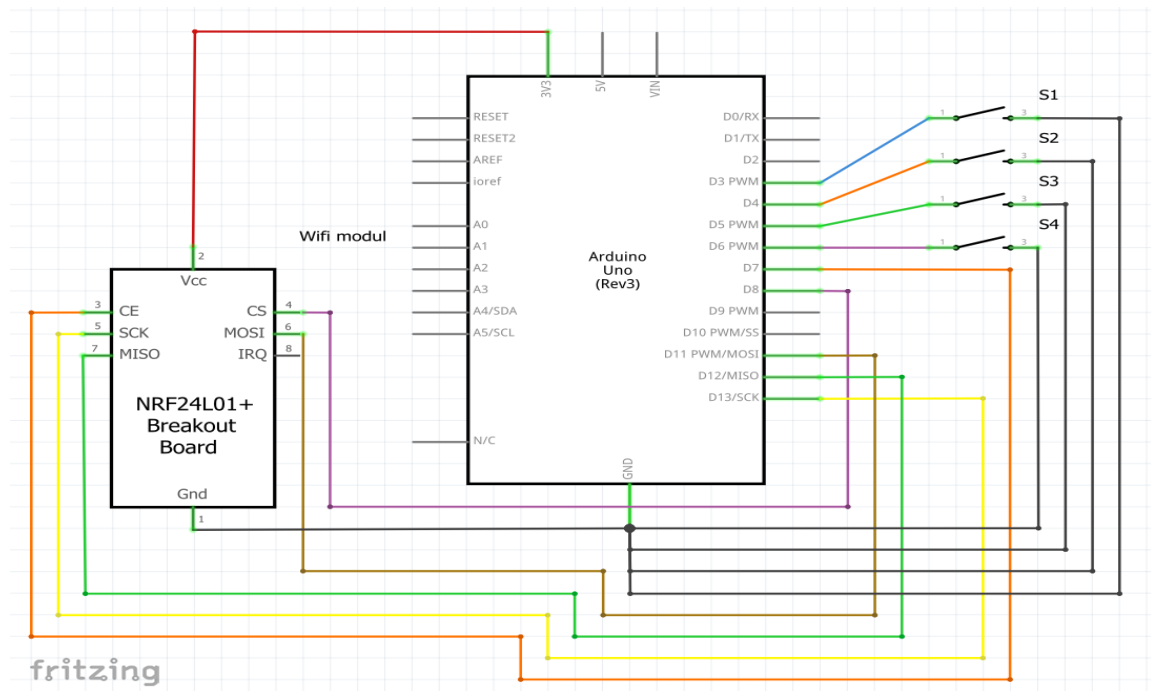 3V3
5V
VIN
S1
RESET
D0/RX
1
3
RESET2
D1/TX
S2
AREF
D2
1
3
ioref
D3 PWM
S3
D4
1
3
A0
D5 PWM
S4
Wifi modul
A1
D6 PWM
1
3
2
Arduino
Uno
(Rev3)
A2
D7
Vcc
A3
D8
3
CE
CS
4
A4/SDA
D9 PWM
5
SCK
MOSI
6
A5/SCL
D10 PWM/SS
7
MISO
IRQ
8
D11 PWM/MOSI
D12/MISO
D13/SCK
NRF24L01+
Breakout
Board
N/C
GND
Gnd
1
fritzing